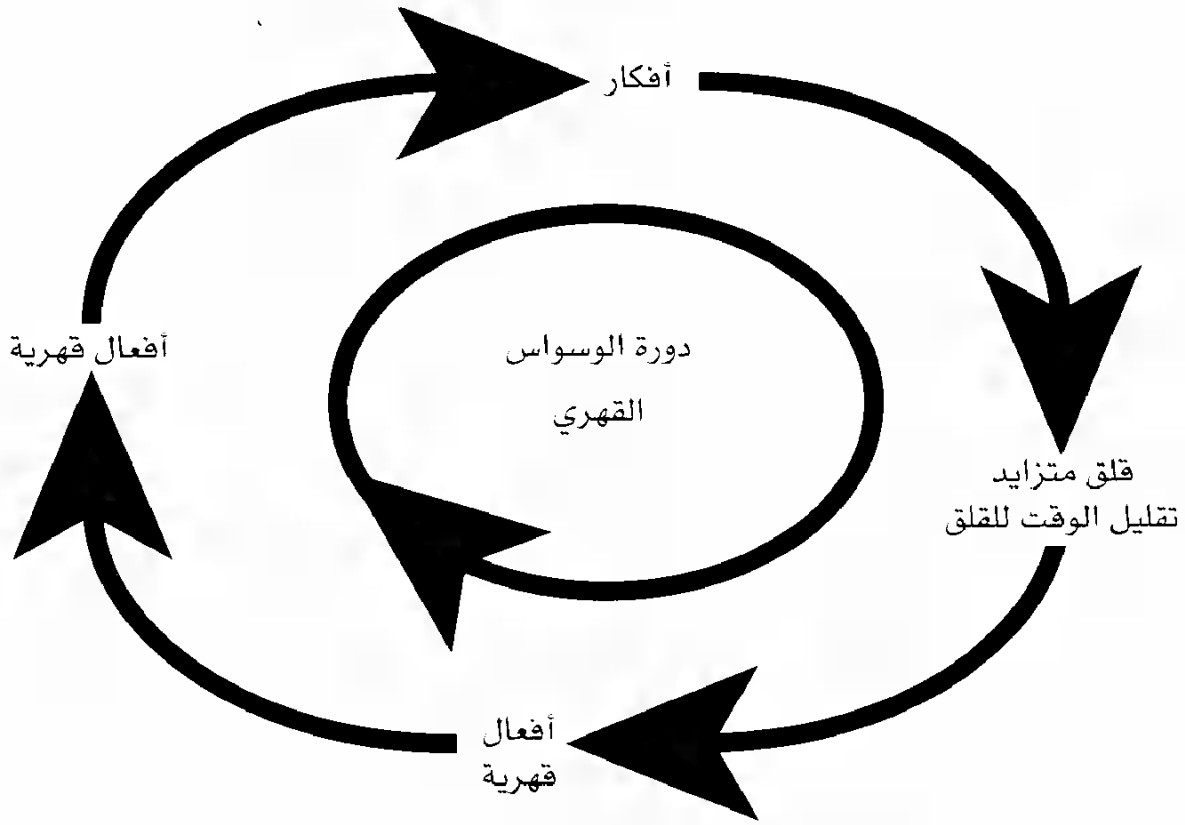 أفكار
أفعال قهرية
دورة الوسواس
القهري
قلق متزايد
تقليل الوقت للقلق
أفعال
قهرية